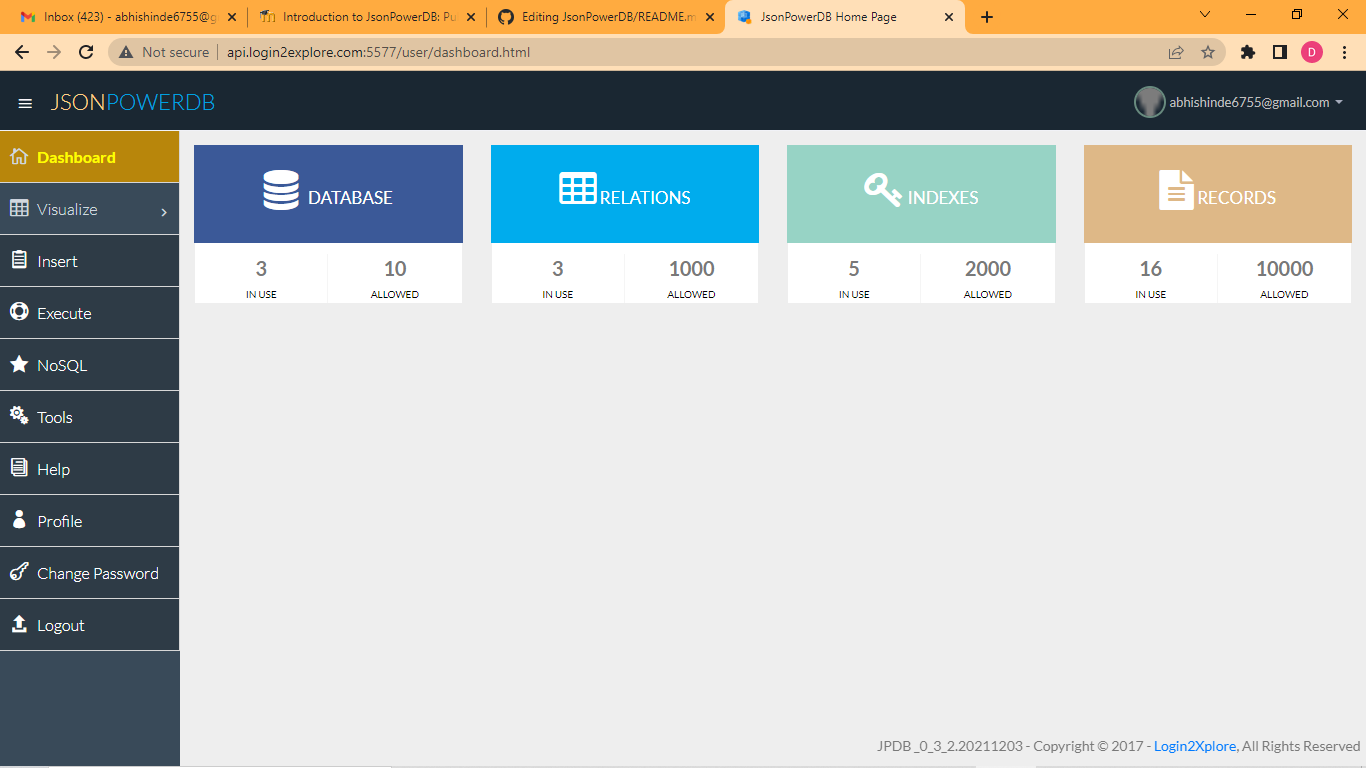 Inbox (423) - abhishinde6755@g
Introduction to JsonPowerDB: Pu
Editing JsonPowerDB/README.m
JsonPowerDB Home Page
Not secure
api.login2explore.com:5577/user/dashboard.html
D
JSONPOWERDB
abhishinde6755@gmail.com
Dashboard
Visualize
Insert
Execute
NoSQL
Tools
Help
Profile
Change Password
Logout
DATABASE
3 10
IN USE ALLOWED
RELATIONS
3 1000
IN USE ALLOWED
INDEXES
5 2000
IN USE ALLOWED
RECORDS
16 10000
IN USE ALLOWED
JPDB _0_3_2.20211203 - Copyright © 2017 - Login2Xplore, All Rights Reserved